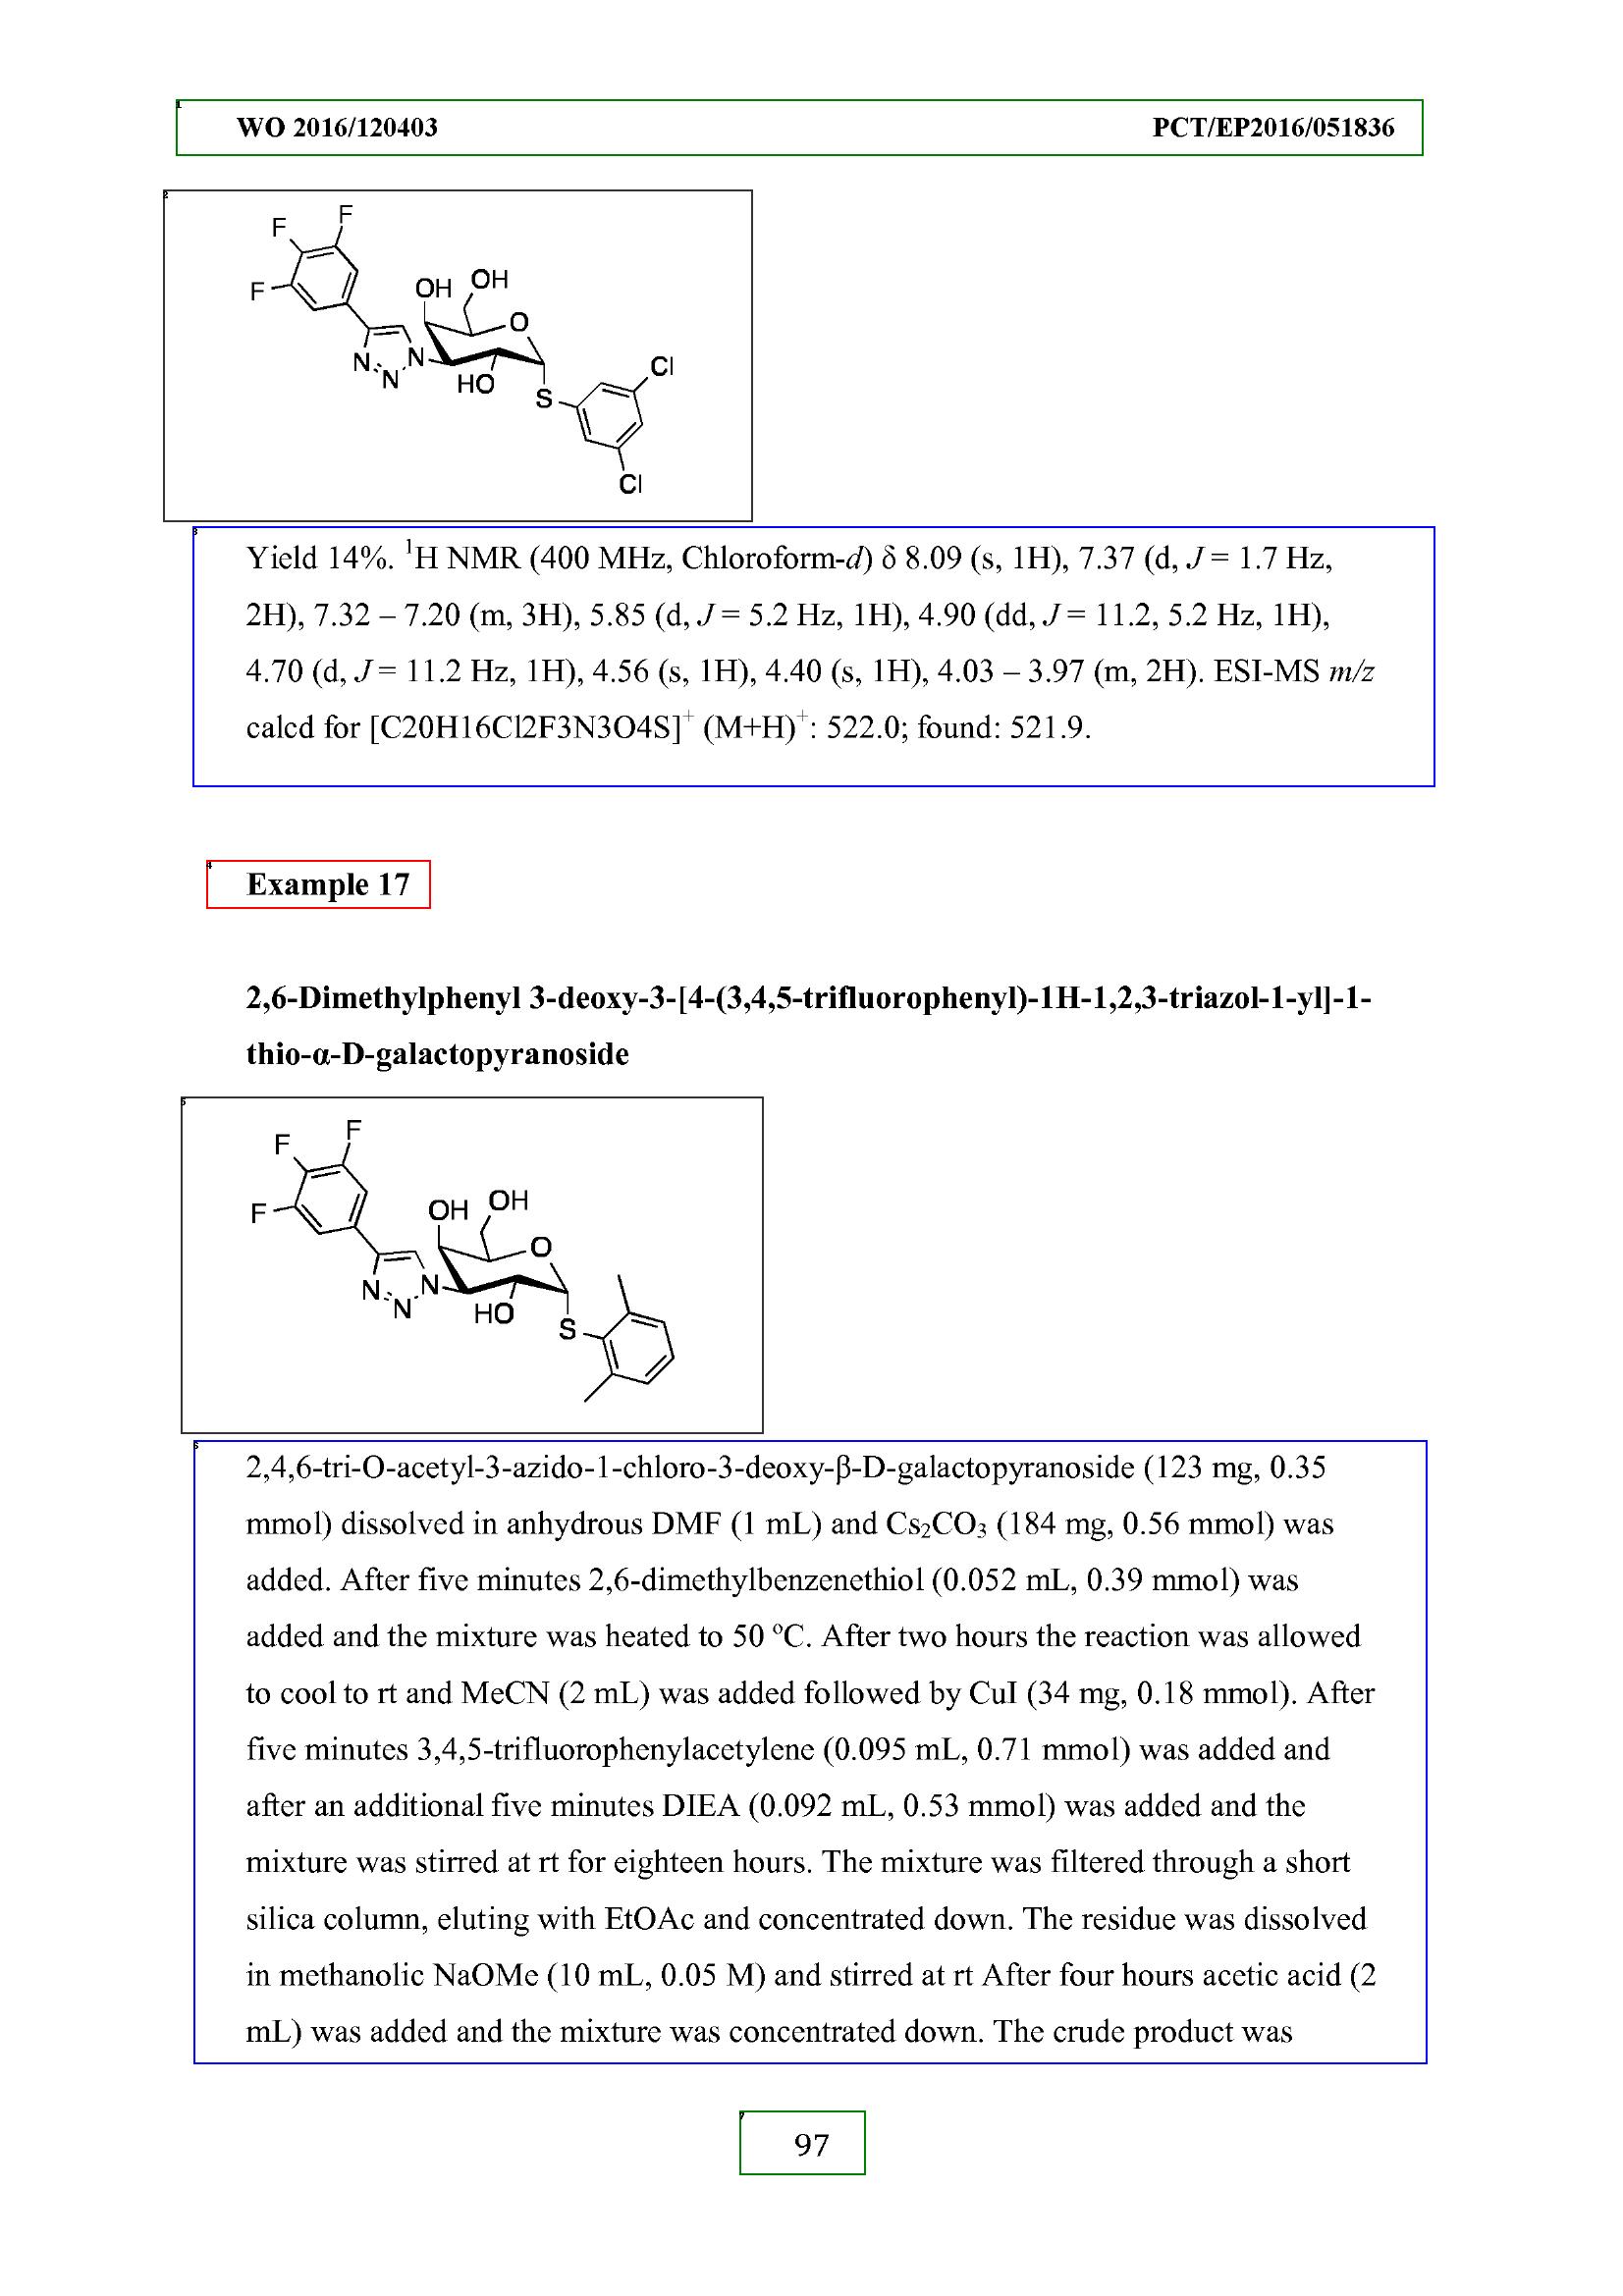 WO 2016/120403 PCT/EP2016/051836
F
F
F
OH
OH
O
N
N
N
HO
S
Cl
Cl
Yield 14%. ¹H NMR (400 MHz, Chloroform-d) δ 8.09 (s, 1H), 7.37 (d, J = 1.7 Hz,
2H), 7.32 – 7.20 (m, 3H), 5.85 (d, J = 5.2 Hz, 1H), 4.90 (dd, J = 11.2, 5.2 Hz, 1H),
4.70 (d, J = 11.2 Hz, 1H), 4.56 (s, 1H), 4.40 (s, 1H), 4.03 – 3.97 (m, 2H). ESI-MS m/z
calcd for [C20H16Cl2F3N3O4S]⁺ (M+H)⁺: 522.0; found: 521.9.
Example 17
2,6-Dimethylphenyl 3-deoxy-3-[4-(3,4,5-trifluorophenyl)-1H-1,2,3-triazol-1-yl]-1-
thio-α-D-galactopyranoside
F
F
F
OH
OH
O
N
N
N
HO
S
2,4,6-tri-O-acetyl-3-azido-1-chloro-3-deoxy-β-D-galactopyranoside (123 mg, 0.35
mmol) dissolved in anhydrous DMF (1 mL) and Cs₂CO₃ (184 mg, 0.56 mmol) was
added. After five minutes 2,6-dimethylbenzenethiol (0.052 mL, 0.39 mmol) was
added and the mixture was heated to 50 ºC. After two hours the reaction was allowed
to cool to rt and MeCN (2 mL) was added followed by CuI (34 mg, 0.18 mmol). After
five minutes 3,4,5-trifluorophenylacetylene (0.095 mL, 0.71 mmol) was added and
after an additional five minutes DIEA (0.092 mL, 0.53 mmol) was added and the
mixture was stirred at rt for eighteen hours. The mixture was filtered through a short
silica column, eluting with EtOAc and concentrated down. The residue was dissolved
in methanolic NaOMe (10 mL, 0.05 M) and stirred at rt After four hours acetic acid (2
mL) was added and the mixture was concentrated down. The crude product was
97